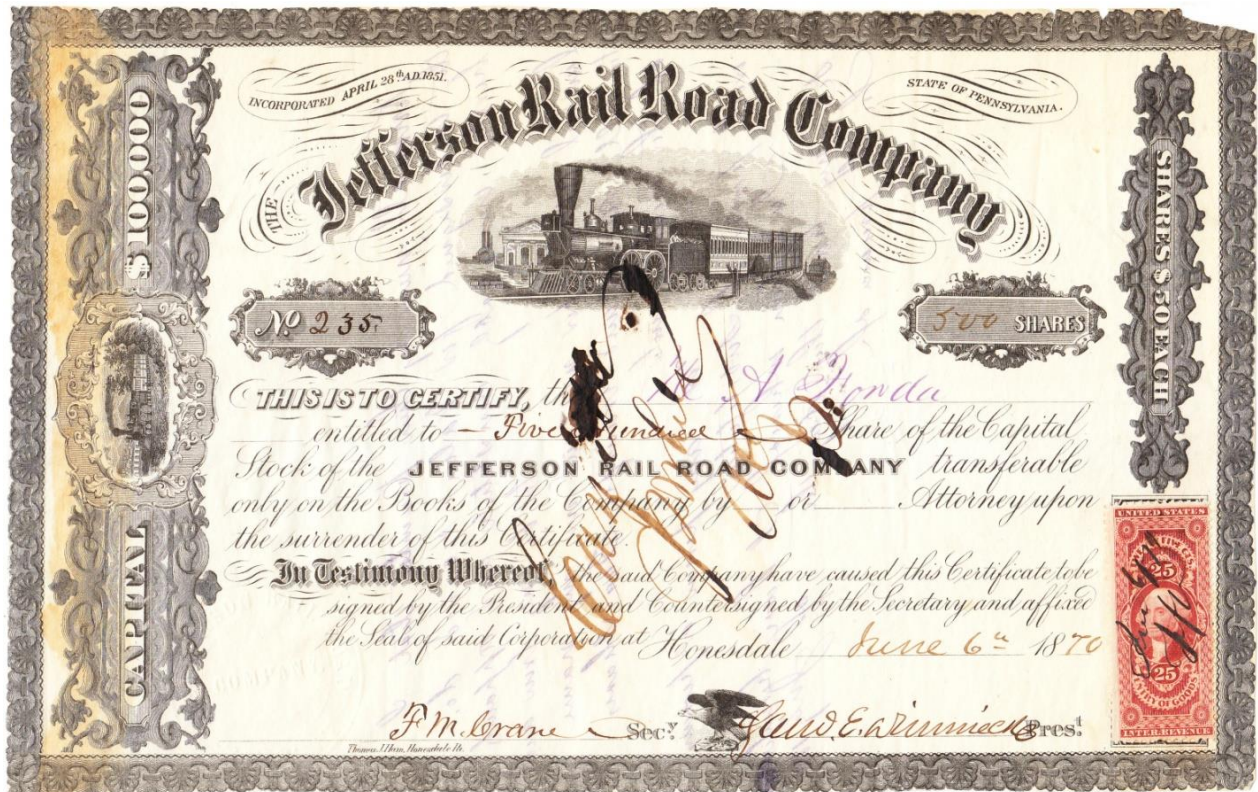 INCORPORATED APRIL 28th A.D. 1851.
STATE OF PENNSYLVANIA.
THE Jefferson Rail Road Company
$100,000
CAPITAL
SHARES $50 EACH
No 235
500 SHARES
THIS IS TO CERTIFY, A Fonda
entitled to — Five Hundred Share of the Capital
Stock of the JEFFERSON RAIL ROAD COMPANY transferable
only on the Books of the Company by or Attorney upon
the surrender of this Certificate.
In Testimony Whereof, the said Company have caused this Certificate to be
signed by the President and Countersigned by the Secretary and affixed
the Seal of said Corporation at Honesdale June 6th 1870
F M Crane Secy.
Pres.t
UNITED STATES
25
25
INTER. REVENUE